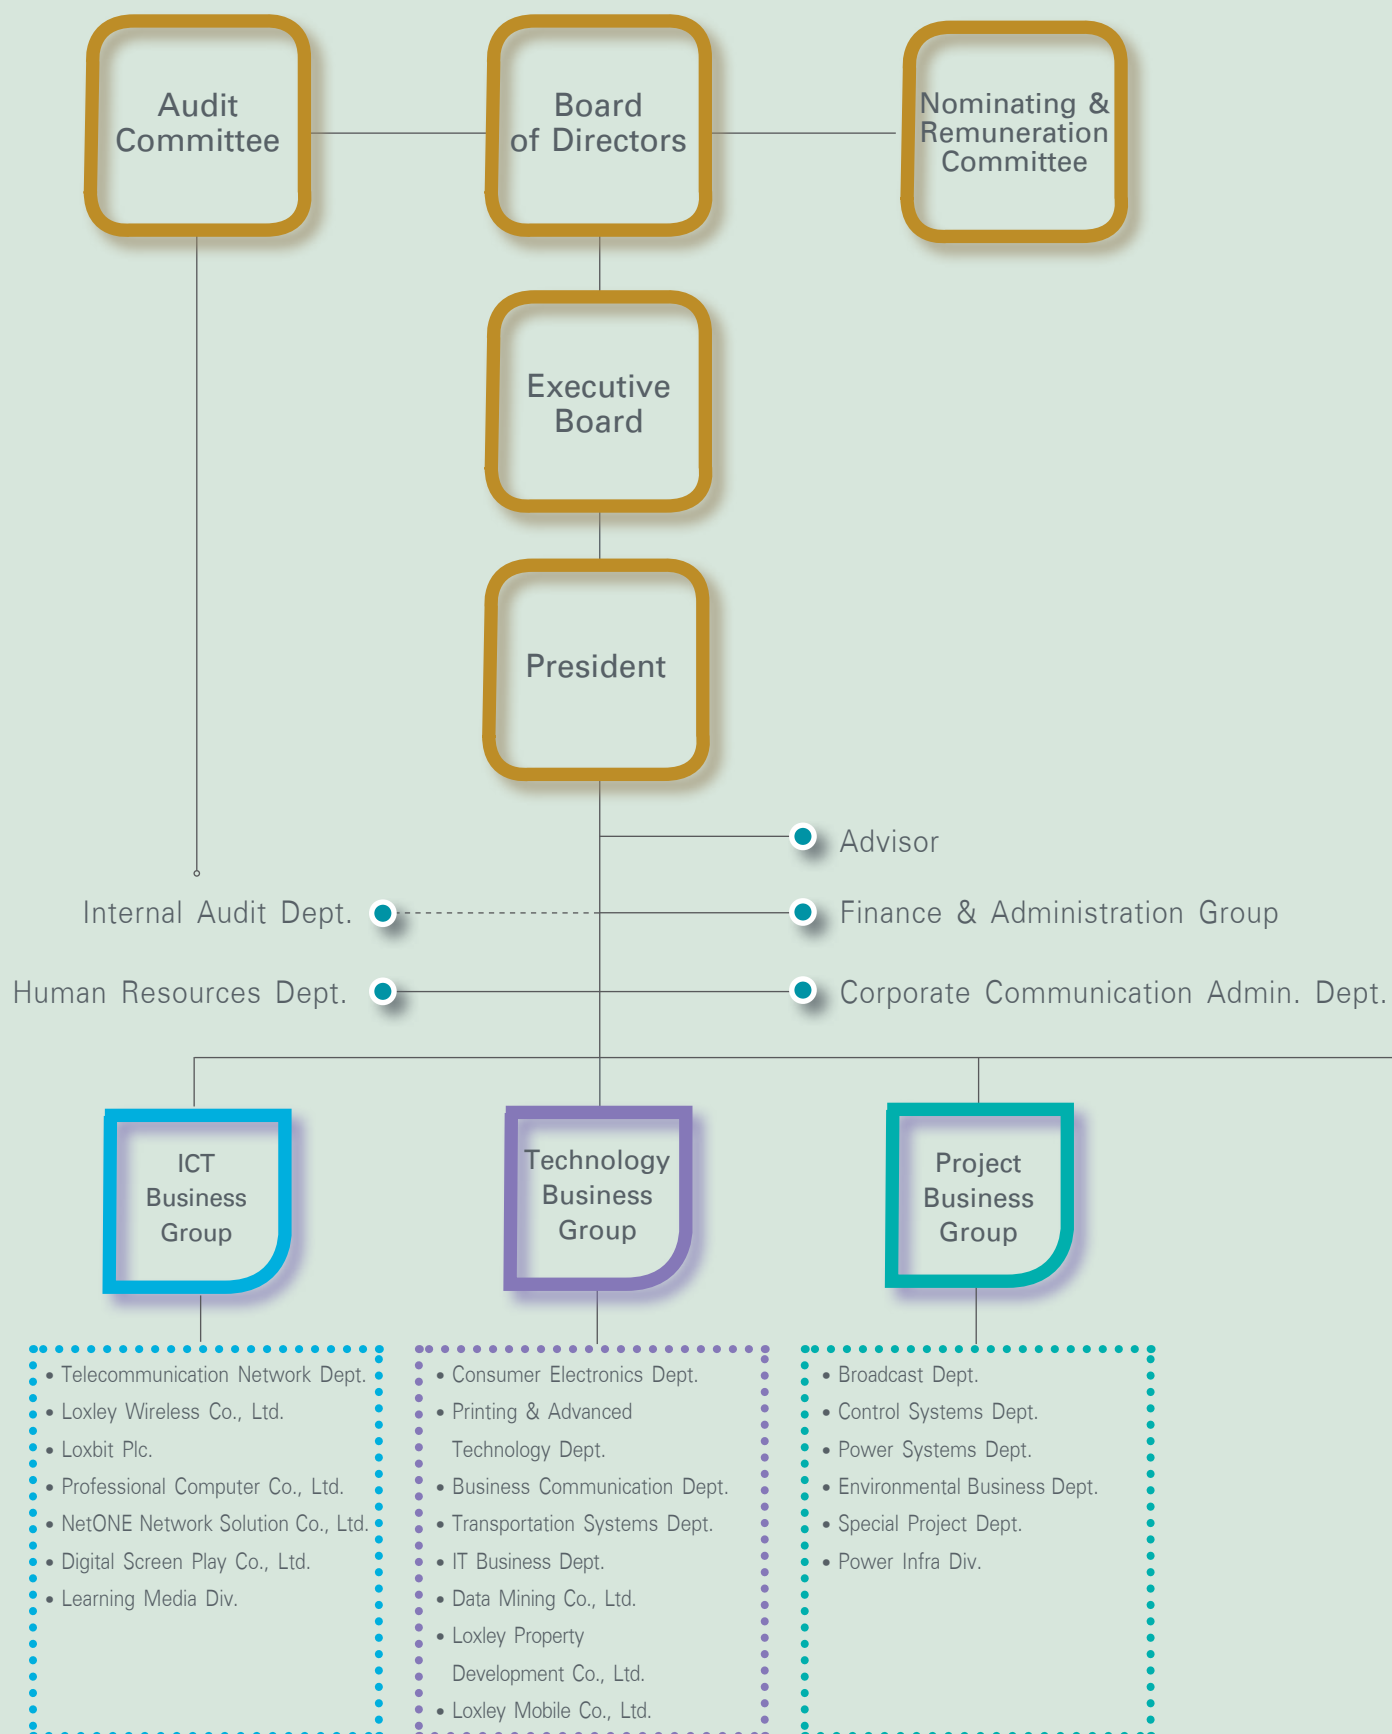 Audit
Committee
Board
of Directors
Nominating &
Remuneration
Committee
Executive
Board
President
Advisor
Internal Audit Dept.
Finance & Administration Group
Human Resources Dept.
Corporate Communication Admin. Dept.
ICT
Business
Group
Technology
Business
Group
Project
Business
Group
• Telecommunication Network Dept.
• Loxley Wireless Co., Ltd.
• Loxbit Plc.
• Professional Computer Co., Ltd.
• NetONE Network Solution Co., Ltd.
• Digital Screen Play Co., Ltd.
• Learning Media Div.
• Consumer Electronics Dept.
• Printing & Advanced
Technology Dept.
• Business Communication Dept.
• Transportation Systems Dept.
• IT Business Dept.
• Data Mining Co., Ltd.
• Loxley Property
Development Co., Ltd.
• Loxley Mobile Co., Ltd.
• Broadcast Dept.
• Control Systems Dept.
• Power Systems Dept.
• Environmental Business Dept.
• Special Project Dept.
• Power Infra Div.